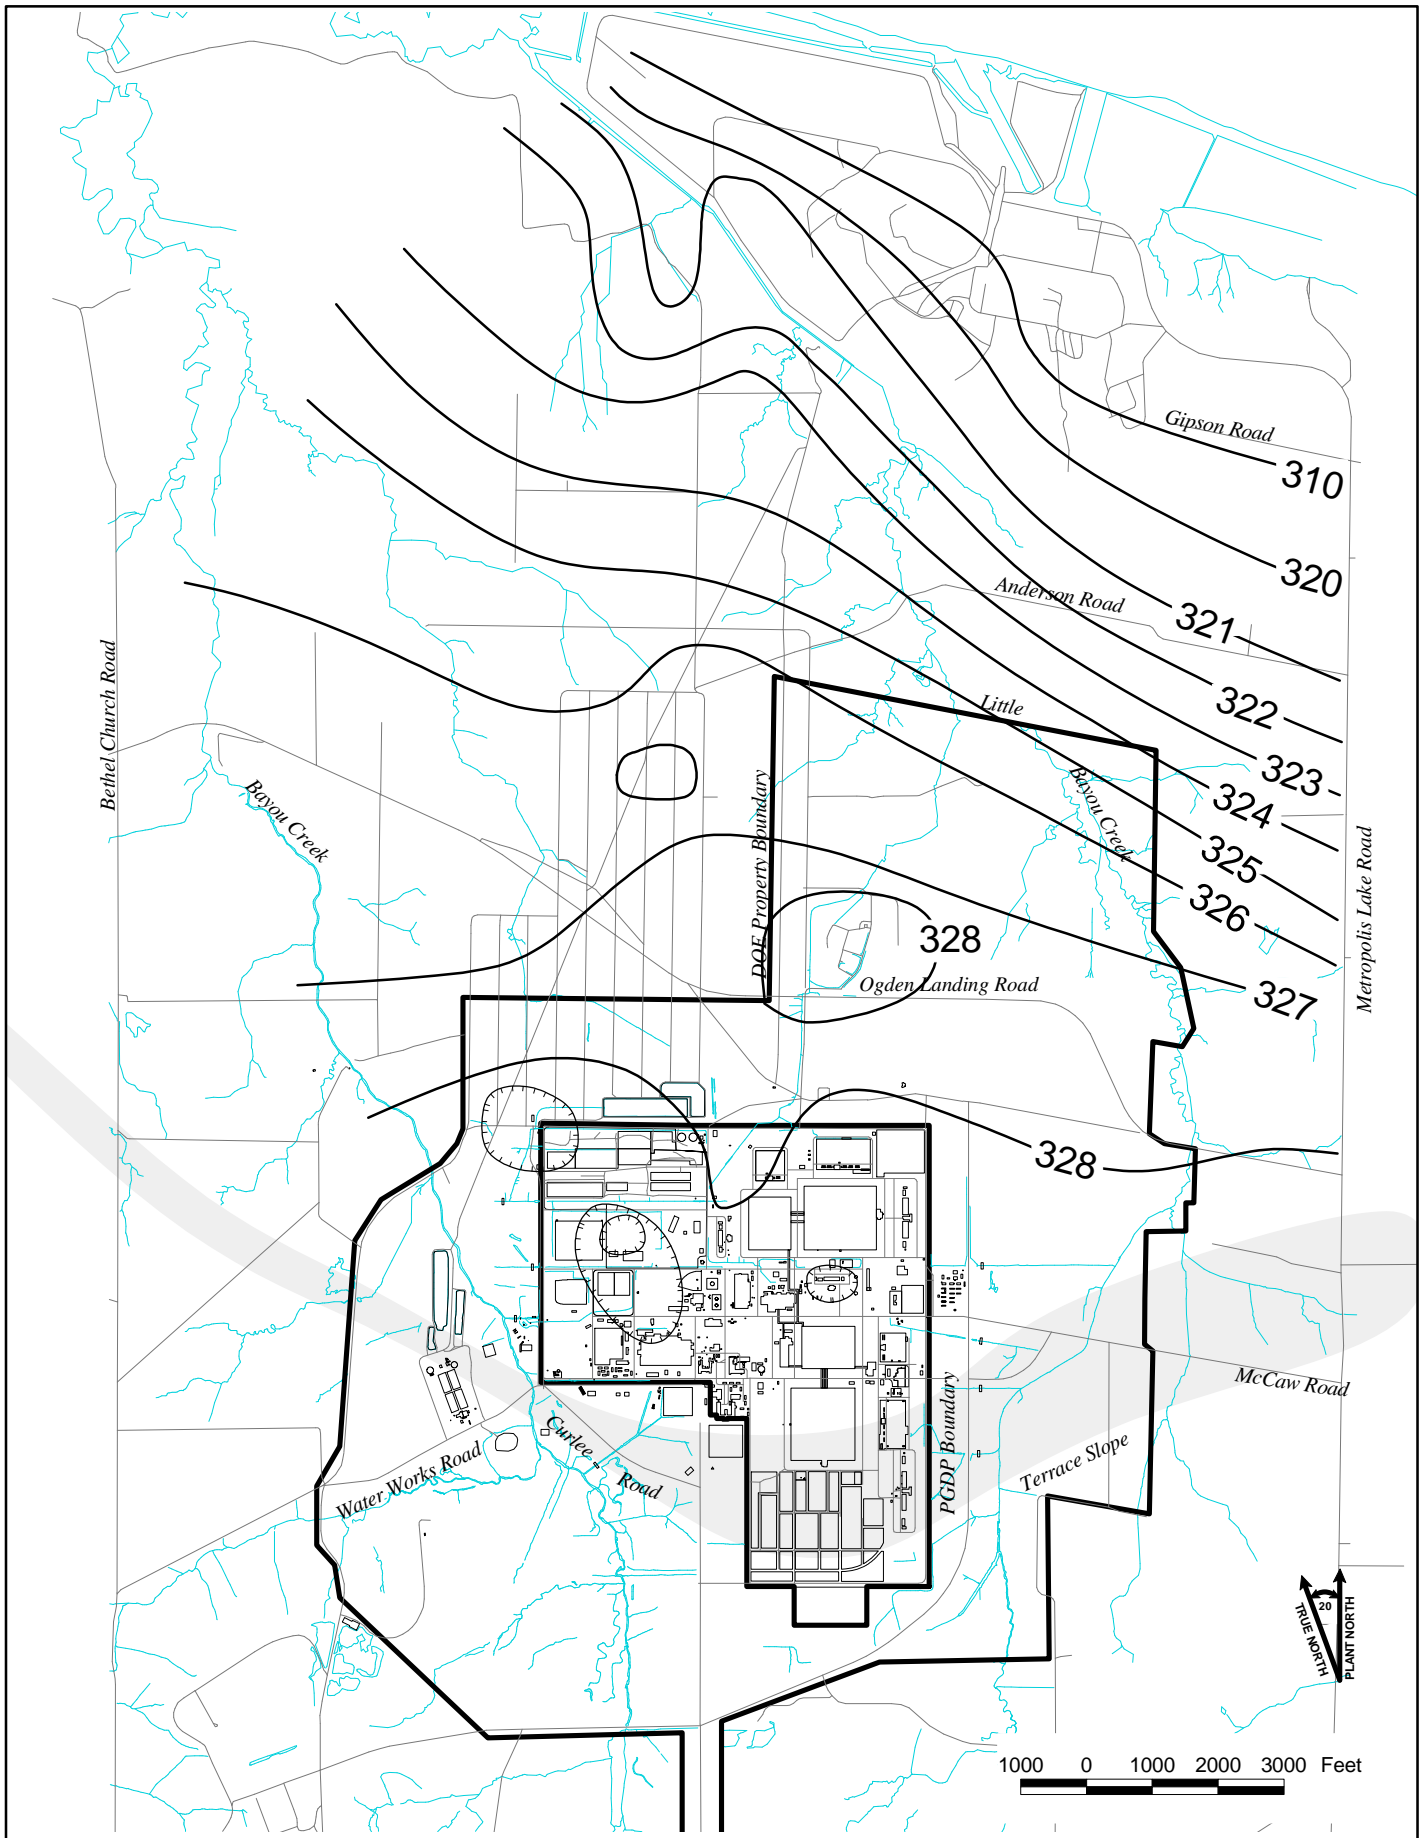 Gipson Road
310
320
Anderson Road
321
322
323
324
325
326
327
Little
Bayou Creek
Bethel Church Road
Bayou Creek
DOE Property Boundary
328
Ogden Landing Road
Metropolis Lake Road
328
McCaw Road
PGDP Boundary
Terrace Slope
Curlee
Road
Water Works Road
20
TRUE NORTH
PLANT NORTH
1000 0 1000 2000 3000 Feet